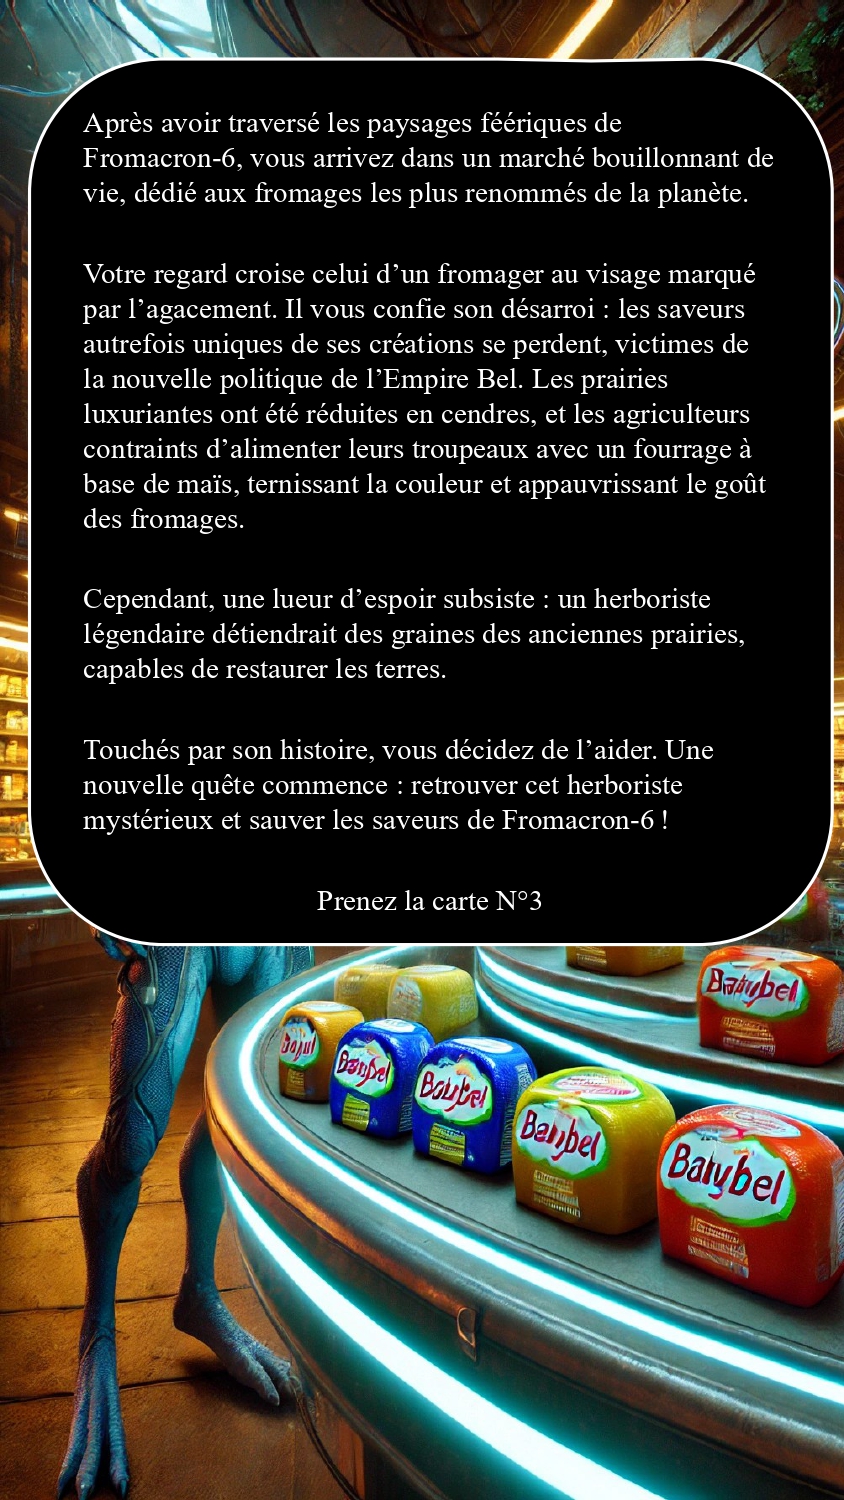 Après avoir traversé les paysages féériques de
Fromacron-6, vous arrivez dans un marché bouillonnant de
vie, dédié aux fromages les plus renommés de la planète.
Votre regard croise celui d’un fromager au visage marqué
par l’agacement. Il vous confie son désarroi : les saveurs
autrefois uniques de ses créations se perdent, victimes de
la nouvelle politique de l’Empire Bel. Les prairies
luxuriantes ont été réduites en cendres, et les agriculteurs
contraints d’alimenter leurs troupeaux avec un fourrage à
base de maïs, ternissant la couleur et appauvrissant le goût
des fromages.
Cependant, une lueur d’espoir subsiste : un herboriste
légendaire détiendrait des graines des anciennes prairies,
capables de restaurer les terres.
Touchés par son histoire, vous décidez de l’aider. Une
nouvelle quête commence : retrouver cet herboriste
mystérieux et sauver les saveurs de Fromacron-6 !
Prenez la carte N°3
Banbel
Batybel